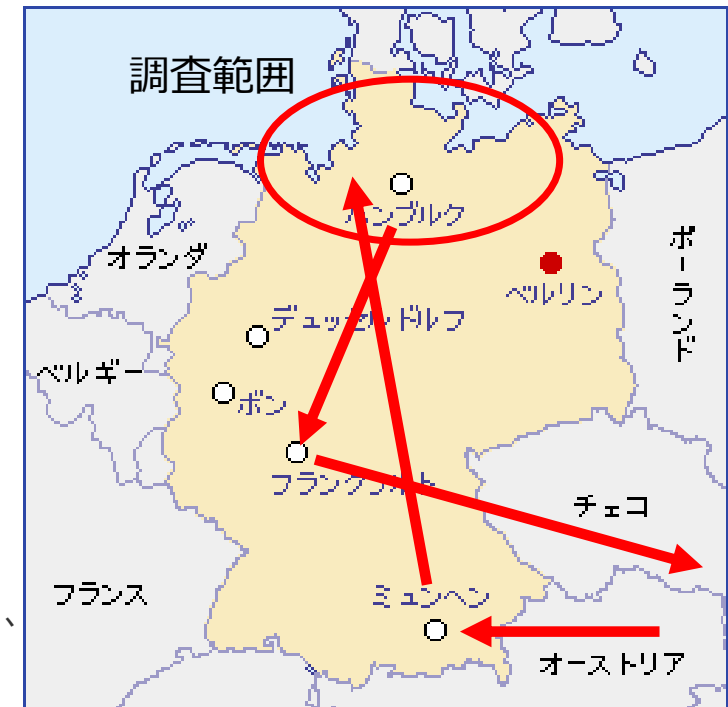 調査範囲
ハンブルク
オランダ
ポーランド
ベルリン
デュッセルドルフ
ベルギー
ボン
フランクフルト
チェコ
フランス
ミュンヘン
、
オーストリア